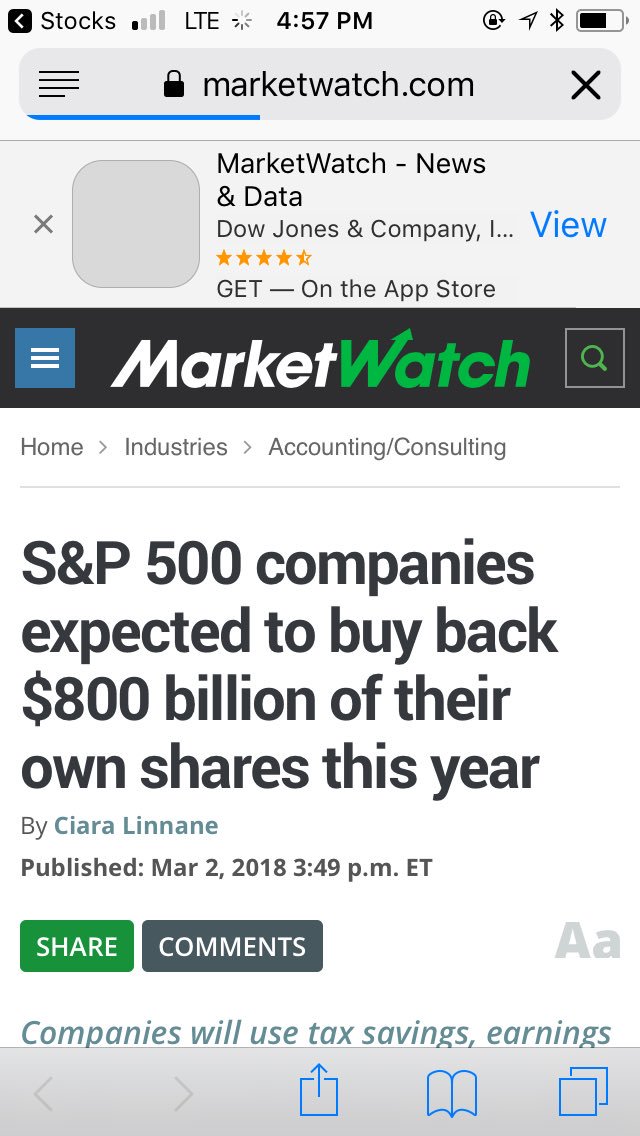 Stocks LTE 4:57 PM
marketwatch.com
MarketWatch - News
& Data
Dow Jones & Company, I... View
GET — On the App Store
MarketWatch
Home > Industries > Accounting/Consulting
S&P 500 companies
expected to buy back
$800 billion of their
own shares this year
By Ciara Linnane
Published: Mar 2, 2018 3:49 p.m. ET
SHARE COMMENTS Aa
Companies will use tax savings, earnings